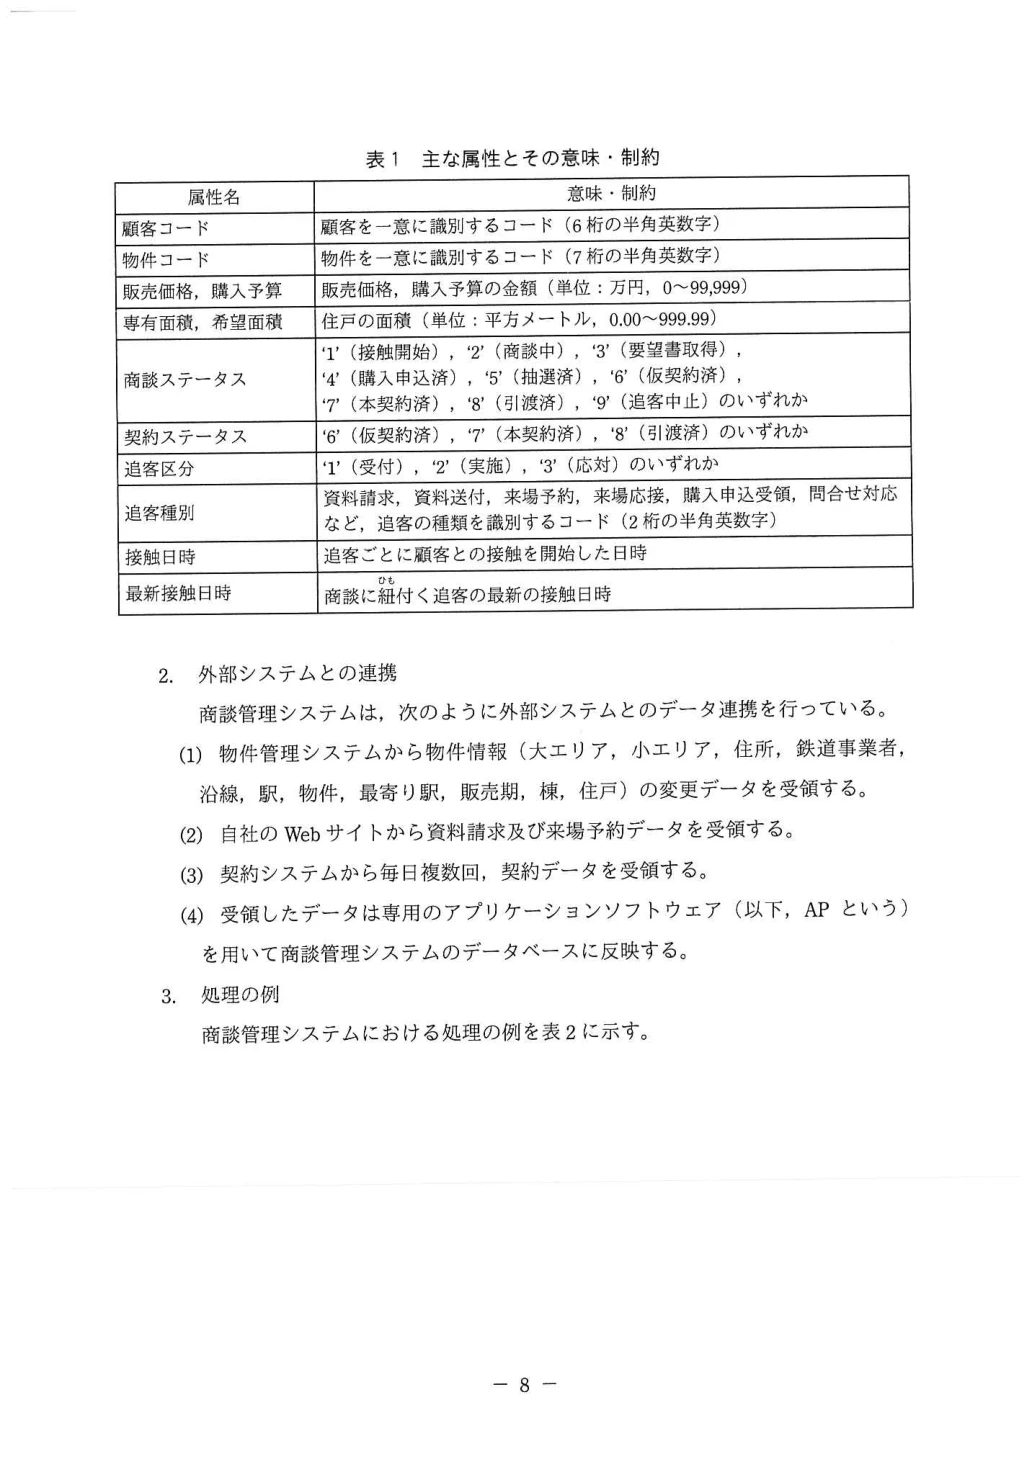 表1 主な属性とその意味・制約
属性名 意味・制約
顧客コード 顧客を一意に識別するコード（6桁の半角英数字）
物件コード 物件を一意に識別するコード（7桁の半角英数字）
販売価格，購入予算 販売価格，購入予算の金額（単位：万円，0～99,999）
専有面積，希望面積 住戸の面積（単位：平方メートル，0.00～999.99）
商談ステータス ‘1’（接触開始），‘2’（商談中），‘3’（要望書取得），
‘4’（購入申込済），‘5’（抽選済），‘6’（仮契約済），
‘7’（本契約済），‘8’（引渡済），‘9’（追客中止）のいずれか
契約ステータス ‘6’（仮契約済），‘7’（本契約済），‘8’（引渡済）のいずれか
追客区分 ‘1’（受付），‘2’（実施），‘3’（応対）のいずれか
追客種別 資料請求，資料送付，来場予約，来場応接，購入申込受領，問合せ対応
など，追客の種類を識別するコード（2桁の半角英数字）
接触日時 追客ごとに顧客との接触を開始した日時
ひも
最新接触日時 商談に紐付く追客の最新の接触日時
2. 外部システムとの連携
商談管理システムは，次のように外部システムとのデータ連携を行っている。
(1) 物件管理システムから物件情報（大エリア，小エリア，住所，鉄道事業者，
沿線，駅，物件，最寄り駅，販売期，棟，住戸）の変更データを受領する。
(2) 自社の Web サイトから資料請求及び来場予約データを受領する。
(3) 契約システムから毎日複数回，契約データを受領する。
(4) 受領したデータは専用のアプリケーションソフトウェア（以下，AP という）
を用いて商談管理システムのデータベースに反映する。
3. 処理の例
商談管理システムにおける処理の例を表2に示す。
－ 8 －